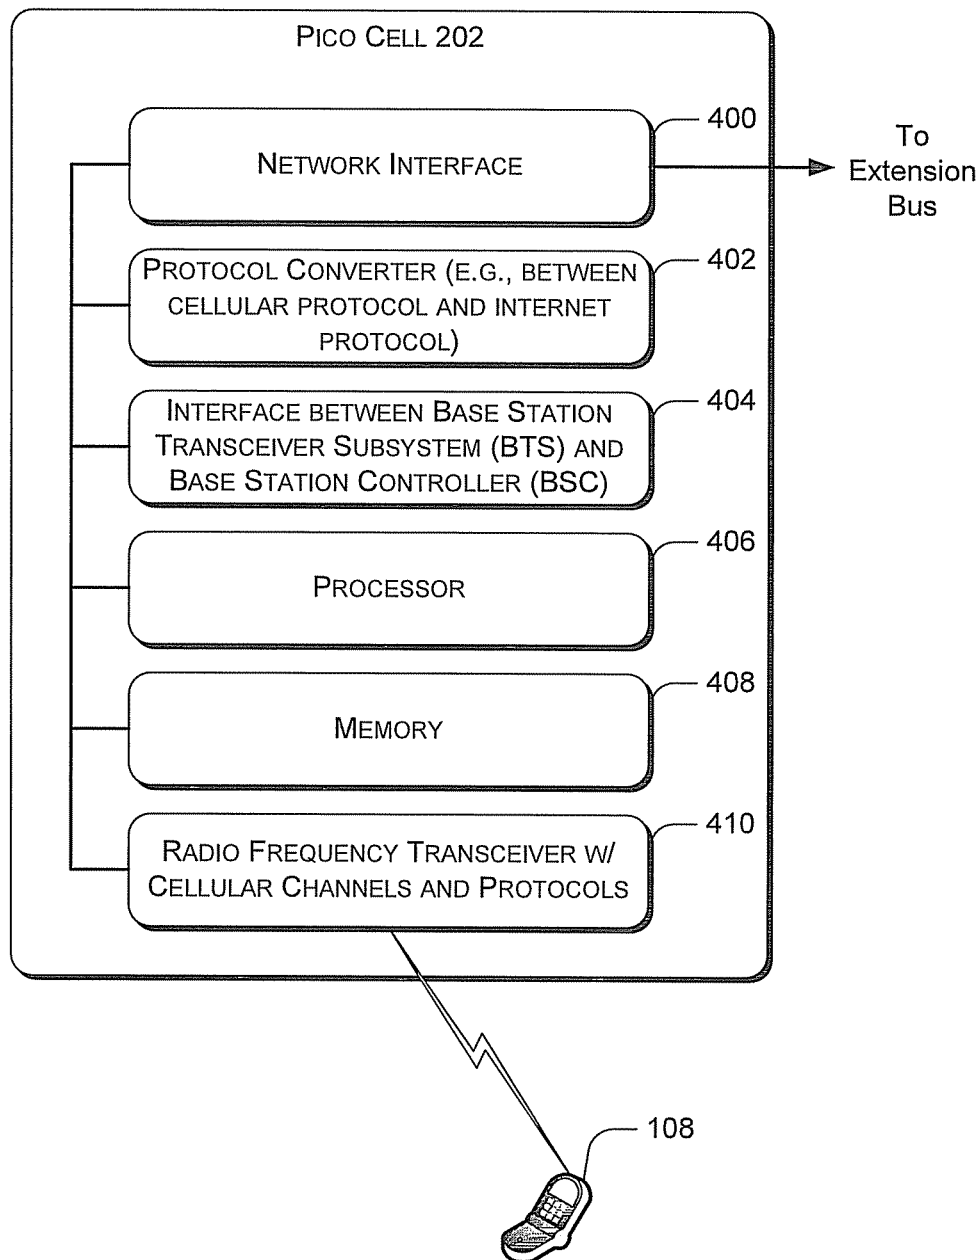 PICO CELL 202
400
NETWORK INTERFACE
To
Extension
Bus
402
PROTOCOL CONVERTER (E.G., BETWEEN
CELLULAR PROTOCOL AND INTERNET
PROTOCOL)
404
INTERFACE BETWEEN BASE STATION
TRANSCEIVER SUBSYSTEM (BTS) AND
BASE STATION CONTROLLER (BSC)
406
PROCESSOR
408
MEMORY
410
RADIO FREQUENCY TRANSCEIVER W/
CELLULAR CHANNELS AND PROTOCOLS
108